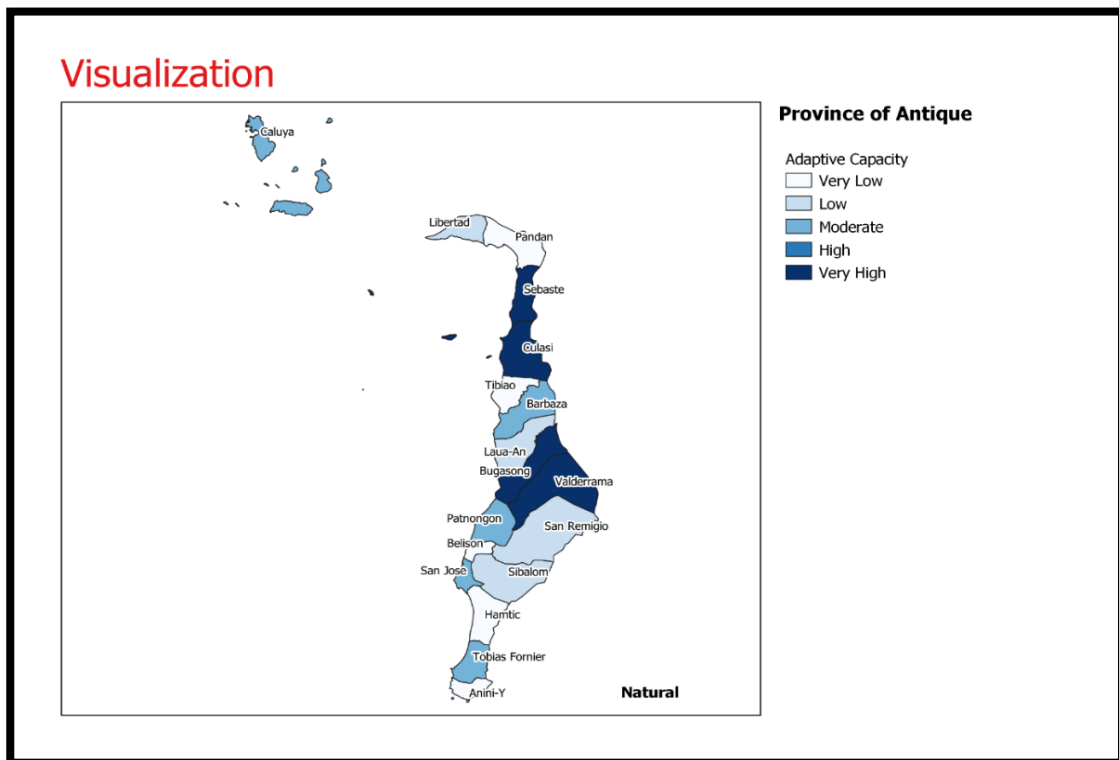 Visualization
Province of Antique
Adaptive Capacity
Very Low
Low
Moderate
High
Very High
Caluya
Libertad
Pandan
Sebaste
Culasi
Tibiao
Barbaza
Laua-An
Bugasong
Valderrama
Patnongon
San Remigio
Belison
San Jose
Sibalom
Hamtic
Tobias Fornier
Anini-Y
Natural